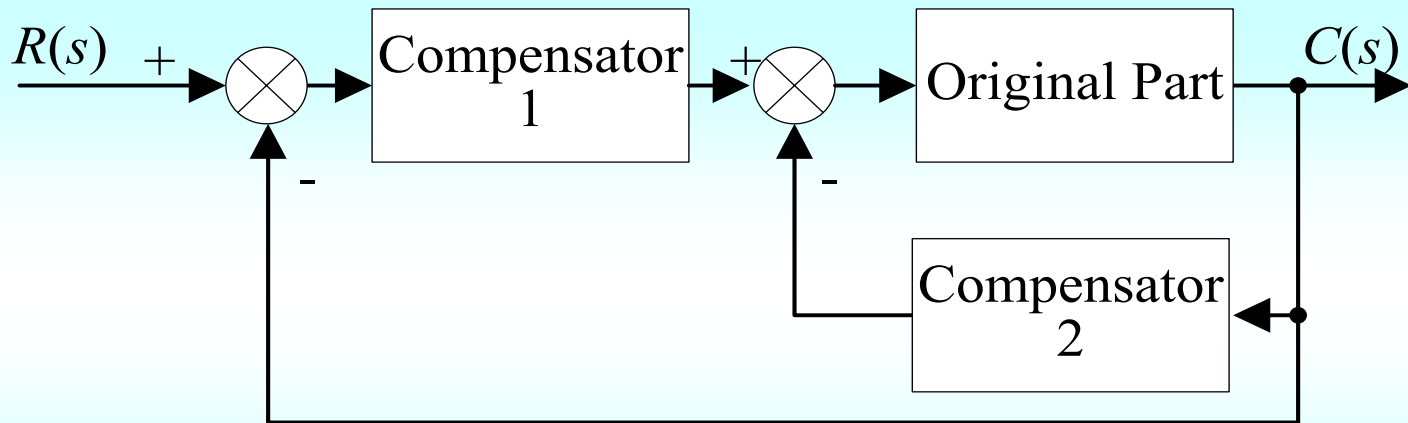 R(s) +
Compensator
1
+
Original Part
C(s)
-
-
Compensator
2